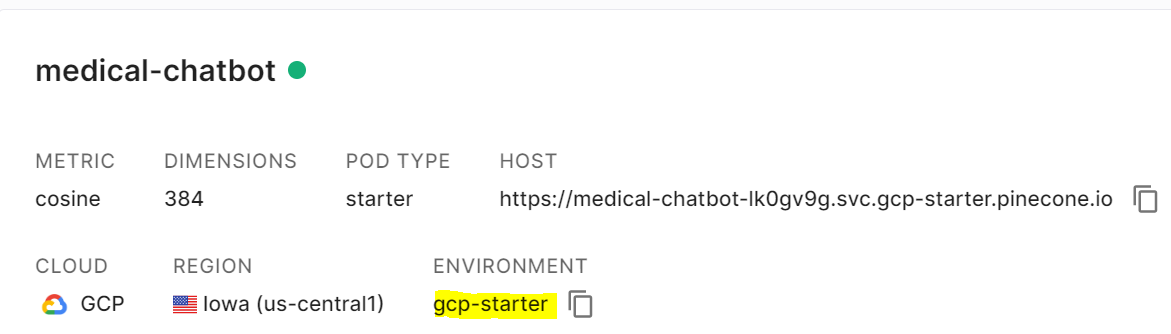 medical-chatbot
METRIC DIMENSIONS POD TYPE HOST
cosine 384 starter https://medical-chatbot-lk0gv9g.svc.gcp-starter.pinecone.io
CLOUD REGION ENVIRONMENT
GCP Iowa (us-central1) gcp-starter